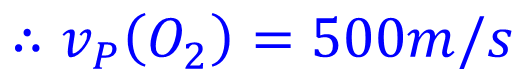 ∴ v_P(O_2) = 500m/s